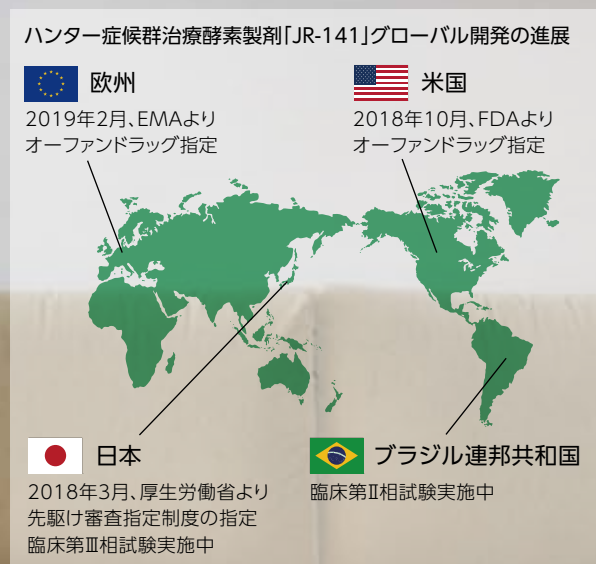 ハンター症候群治療酵素製剤「JR-141」グローバル開発の進展
欧州
2019年2月、EMAより
オーファンドラッグ指定
米国
2018年10月、FDAより
オーファンドラッグ指定
日本
2018年3月、厚生労働省より
先駆け審査指定制度の指定
臨床第Ⅲ相試験実施中
ブラジル連邦共和国
臨床第Ⅱ相試験実施中